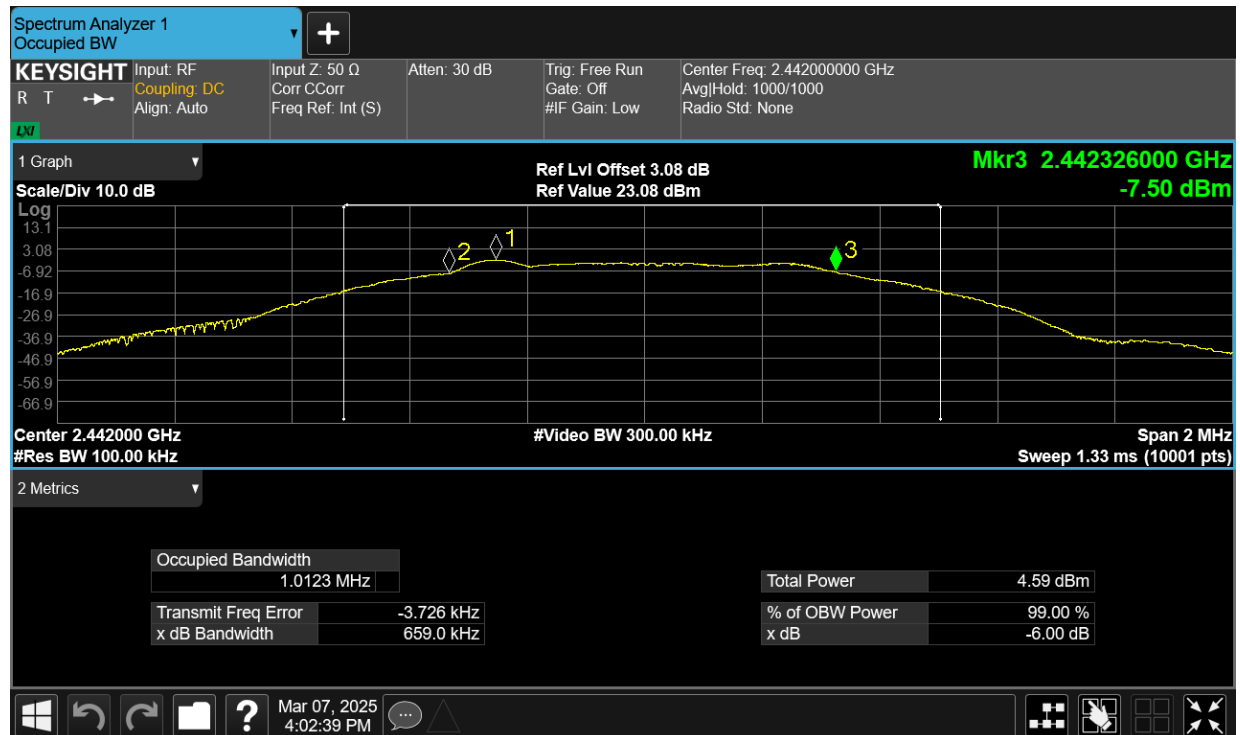 Spectrum Analyzer 1
Occupied BW
KEYSIGHT
R T
LXI
Input: RF
Coupling: DC
Align: Auto
Input Z: 50 Ω
Corr CCorr
Freq Ref: Int (S)
Atten: 30 dB
Trig: Free Run
Gate: Off
#IF Gain: Low
Center Freq: 2.442000000 GHz
Avg|Hold: 1000/1000
Radio Std: None
1 Graph
Scale/Div 10.0 dB
Ref Lvl Offset 3.08 dB
Ref Value 23.08 dBm
Mkr3 2.442326000 GHz
-7.50 dBm
Log
13.1
3.08
-6.92
-16.9
-26.9
-36.9
-46.9
-56.9
-66.9
2
1
3
Center 2.442000 GHz
#Res BW 100.00 kHz
#Video BW 300.00 kHz
Span 2 MHz
Sweep 1.33 ms (10001 pts)
2 Metrics
Occupied Bandwidth
1.0123 MHz
Transmit Freq Error -3.726 kHz
x dB Bandwidth 659.0 kHz
Total Power 4.59 dBm
% of OBW Power 99.00 %
x dB -6.00 dB
?
Mar 07, 2025
4:02:39 PM